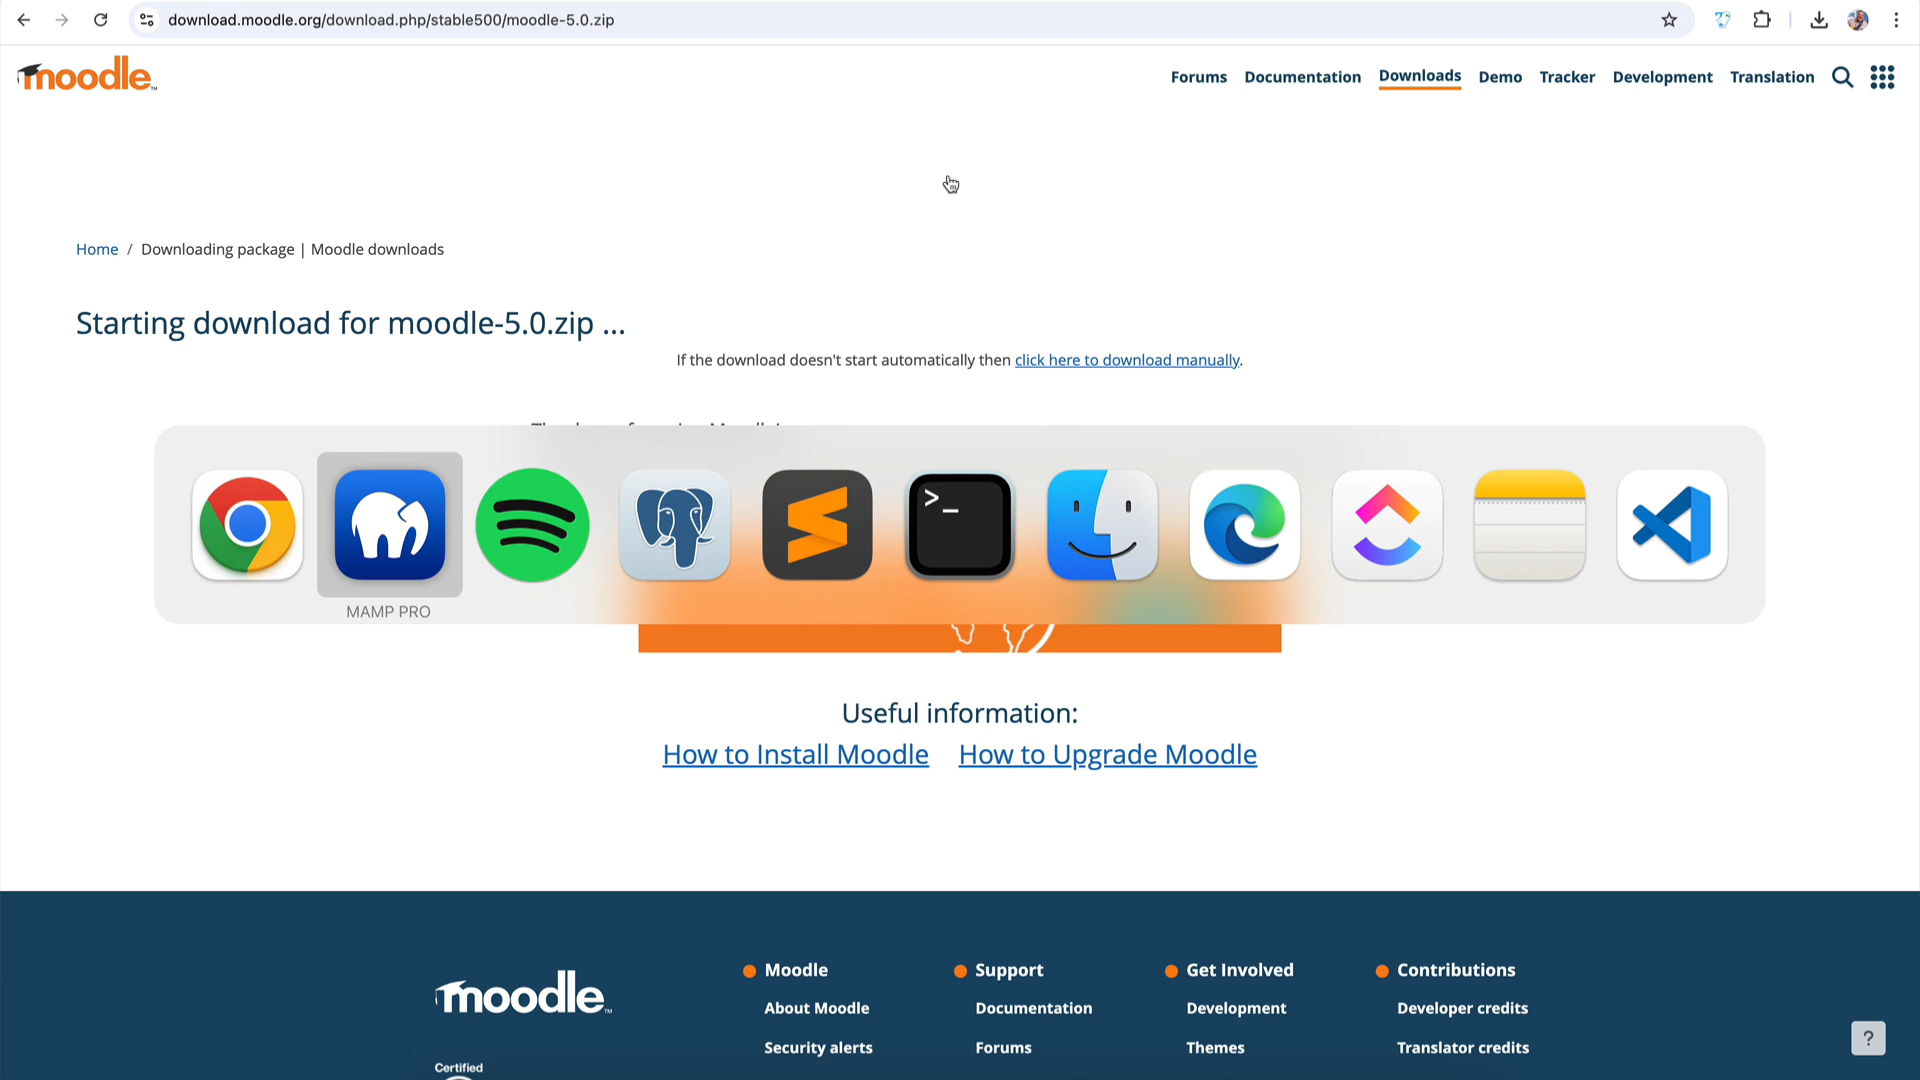 download.moodle.org/download.php/stable500/moodle-5.0.zip
moodle™
Forums Documentation Downloads Demo Tracker Development Translation
Home / Downloading package | Moodle downloads
Starting download for moodle-5.0.zip ...
If the download doesn't start automatically then click here to download manually.
>_
MAMP PRO
Useful information:
How to Install Moodle How to Upgrade Moodle
moodle™
Certified
Moodle
About Moodle
Security alerts
Support
Documentation
Forums
Get Involved
Development
Themes
Contributions
Developer credits
Translator credits
?